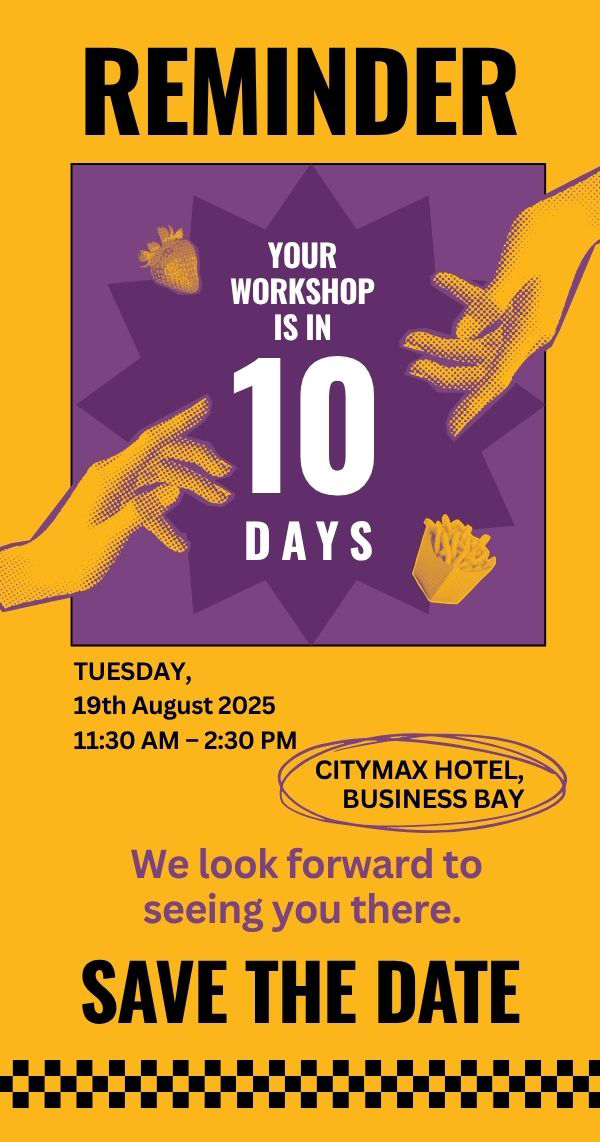 REMINDER
YOUR
WORKSHOP
IS IN
10
DAYS
TUESDAY,
19th August 2025
11:30 AM – 2:30 PM
CITYMAX HOTEL,
BUSINESS BAY
We look forward to
seeing you there.
SAVE THE DATE